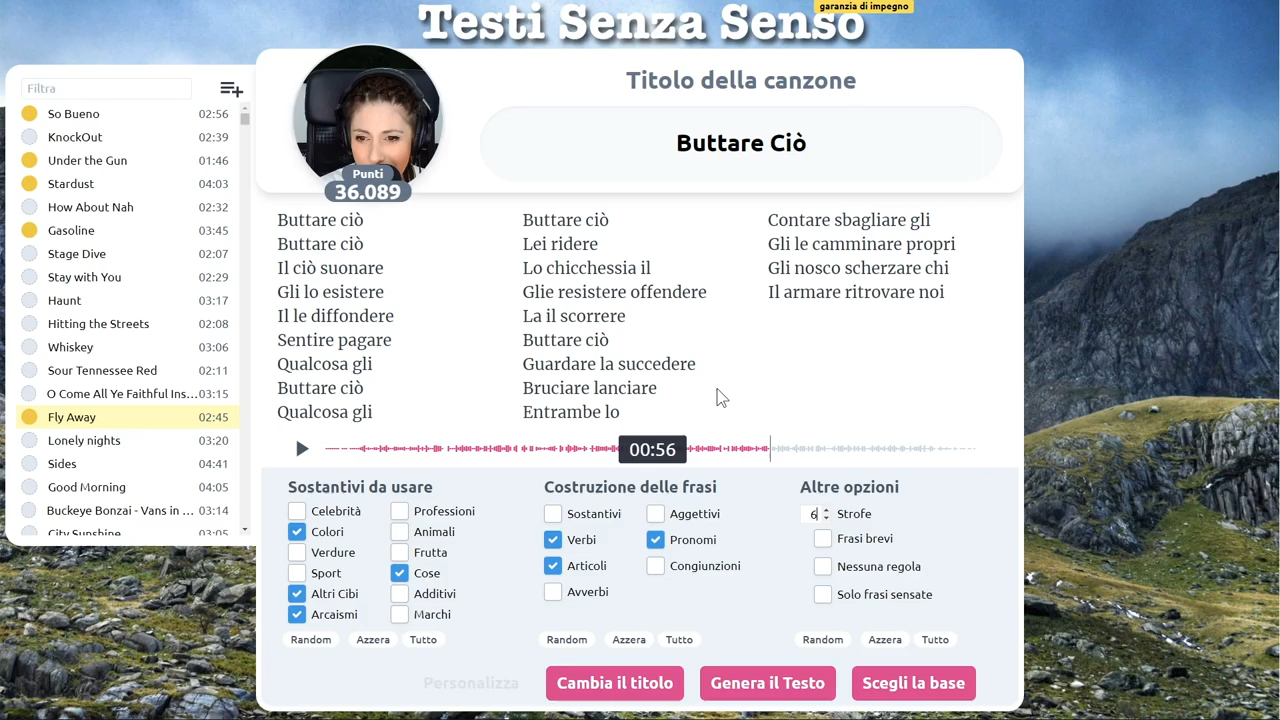 garanzia di impegno
Testi Senza Senso
Filtra
So Bueno 02:56
KnockOut 02:39
Under the Gun 01:46
Stardust 04:03
How About Nah 02:32
Gasoline 03:45
Stage Dive 02:07
Stay with You 02:29
Haunt 03:17
Hitting the Streets 02:08
Whiskey 03:06
Sour Tennessee Red 02:11
O Come All Ye Faithful Ins... 03:15
Fly Away 02:45
Lonely nights 03:20
Sides 04:41
Good Morning 04:05
Buckeye Bonzai - Vans in ... 03:14
City Sunshine 03:05
Punti
36.089
Titolo della canzone
Buttare Ciò
Buttare ciò
Buttare ciò
Il ciò suonare
Gli lo esistere
Il le diffondere
Sentire pagare
Qualcosa gli
Buttare ciò
Qualcosa gli
Buttare ciò
Lei ridere
Lo chicchessia il
Glie resistere offendere
La il scorrere
Buttare ciò
Guardare la succedere
Bruciare lanciare
Entrambe lo
Contare sbagliare gli
Gli le camminare propri
Gli nosco scherzare chi
Il armare ritrovare noi
00:56
Sostantivi da usare
Celebrità Professioni
Colori Animali
Verdure Frutta
Sport Cose
Altri Cibi Additivi
Arcaismi Marchi
Random Azzera Tutto
Costruzione delle frasi
Sostantivi Aggettivi
Verbi Pronomi
Articoli Congiunzioni
Avverbi
Random Azzera Tutto
Altre opzioni
6 Strofe
Frasi brevi
Nessuna regola
Solo frasi sensate
Random Azzera Tutto
Personalizza Cambia il titolo Genera il Testo Scegli la base